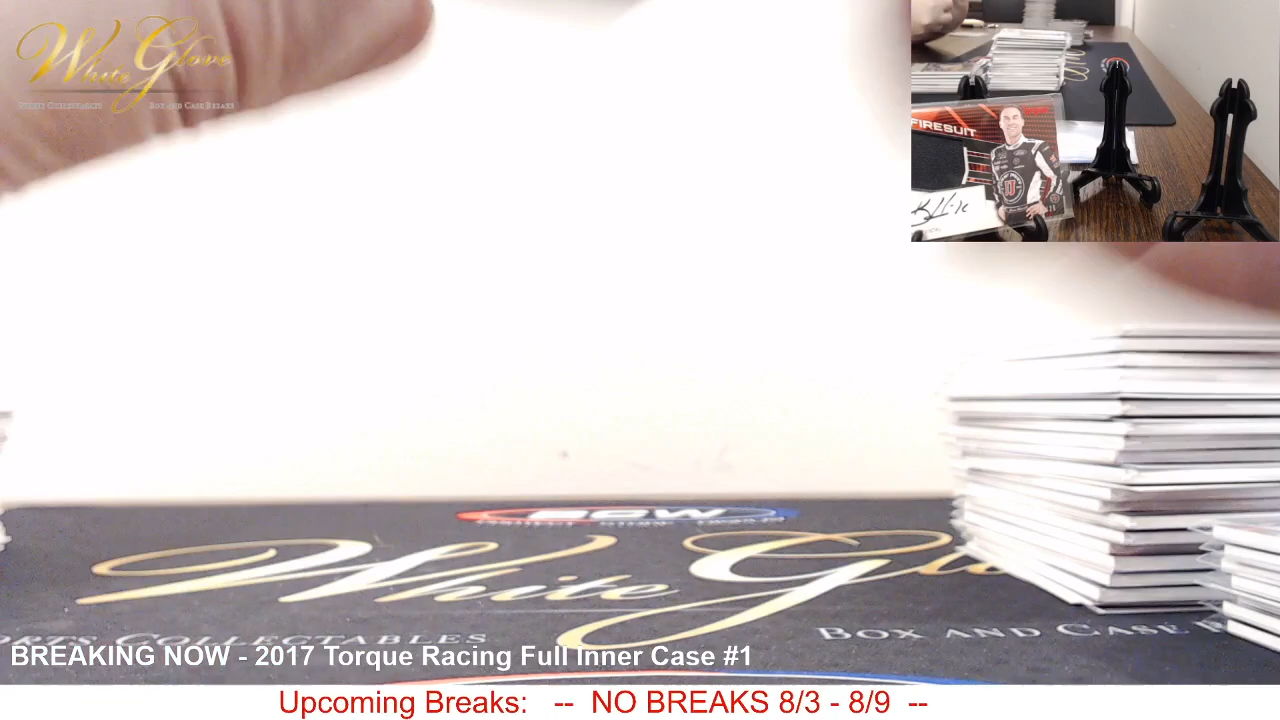 White Glove
SPORTS COLLECTABLES BOX AND CASE BREAKS
FIRESUIT
BCW
White
SPORTS COLLECTABLES BOX AND CASE
BREAKING NOW - 2017 Torque Racing Full Inner Case #1
Upcoming Breaks: -- NO BREAKS 8/3 - 8/9 --